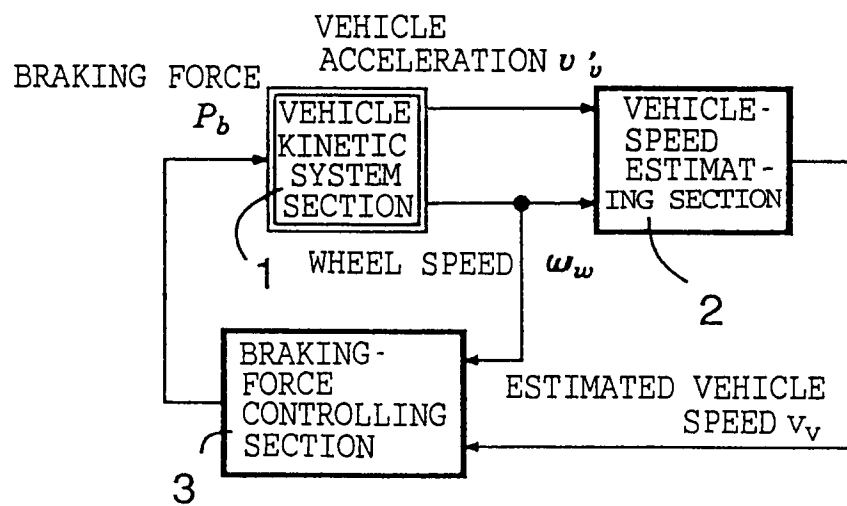 VEHICLE
ACCELERATION v'v
BRAKING FORCE
Pb
VEHICLE
KINETIC
SYSTEM
SECTION
VEHICLE-
SPEED
ESTIMAT-
ING SECTION
1
WHEEL SPEED ωw
2
BRAKING-
FORCE
CONTROLLING
SECTION
ESTIMATED VEHICLE
SPEED Vv
3